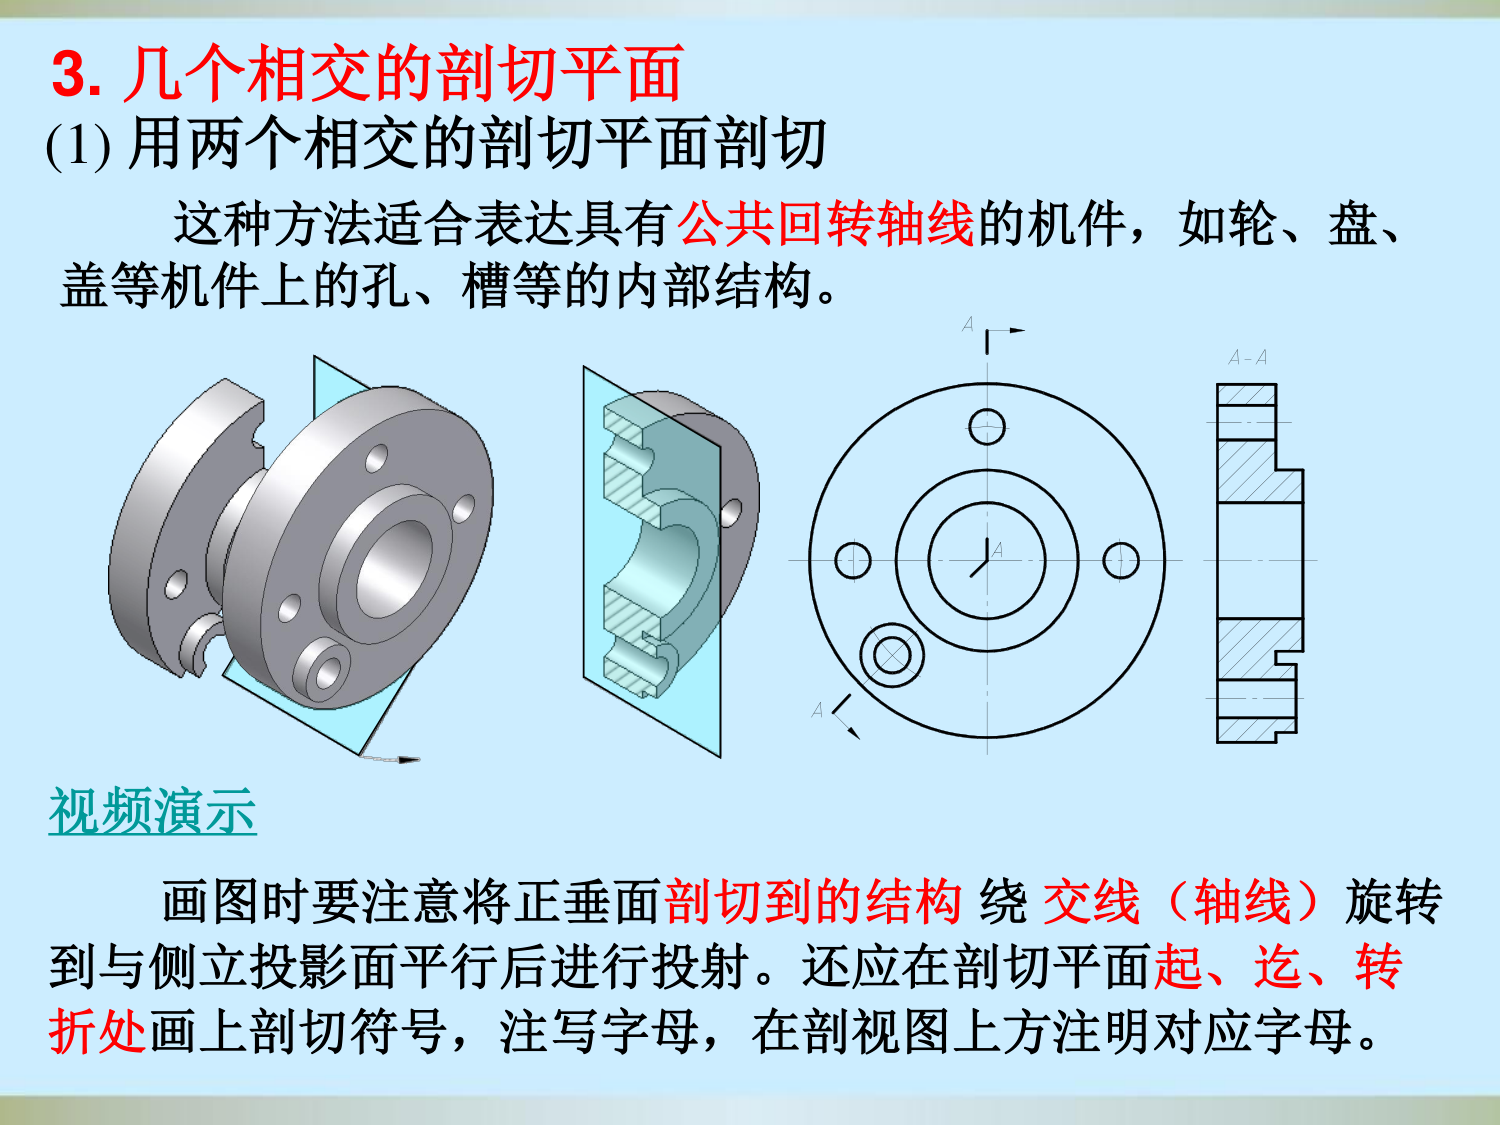 3. 几个相交的剖切平面
(1) 用两个相交的剖切平面剖切
这种方法适合表达具有公共回转轴线的机件，如轮、盘、
盖等机件上的孔、槽等的内部结构。
A
A-A
A
A
视频演示
画图时要注意将正垂面剖切到的结构 绕 交线（轴线）旋转
到与侧立投影面平行后进行投射。还应在剖切平面起、迄、转
折处画上剖切符号，注写字母，在剖视图上方注明对应字母。